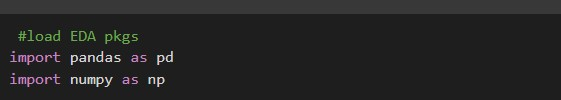 #load EDA pkgs
import pandas as pd
import numpy as np